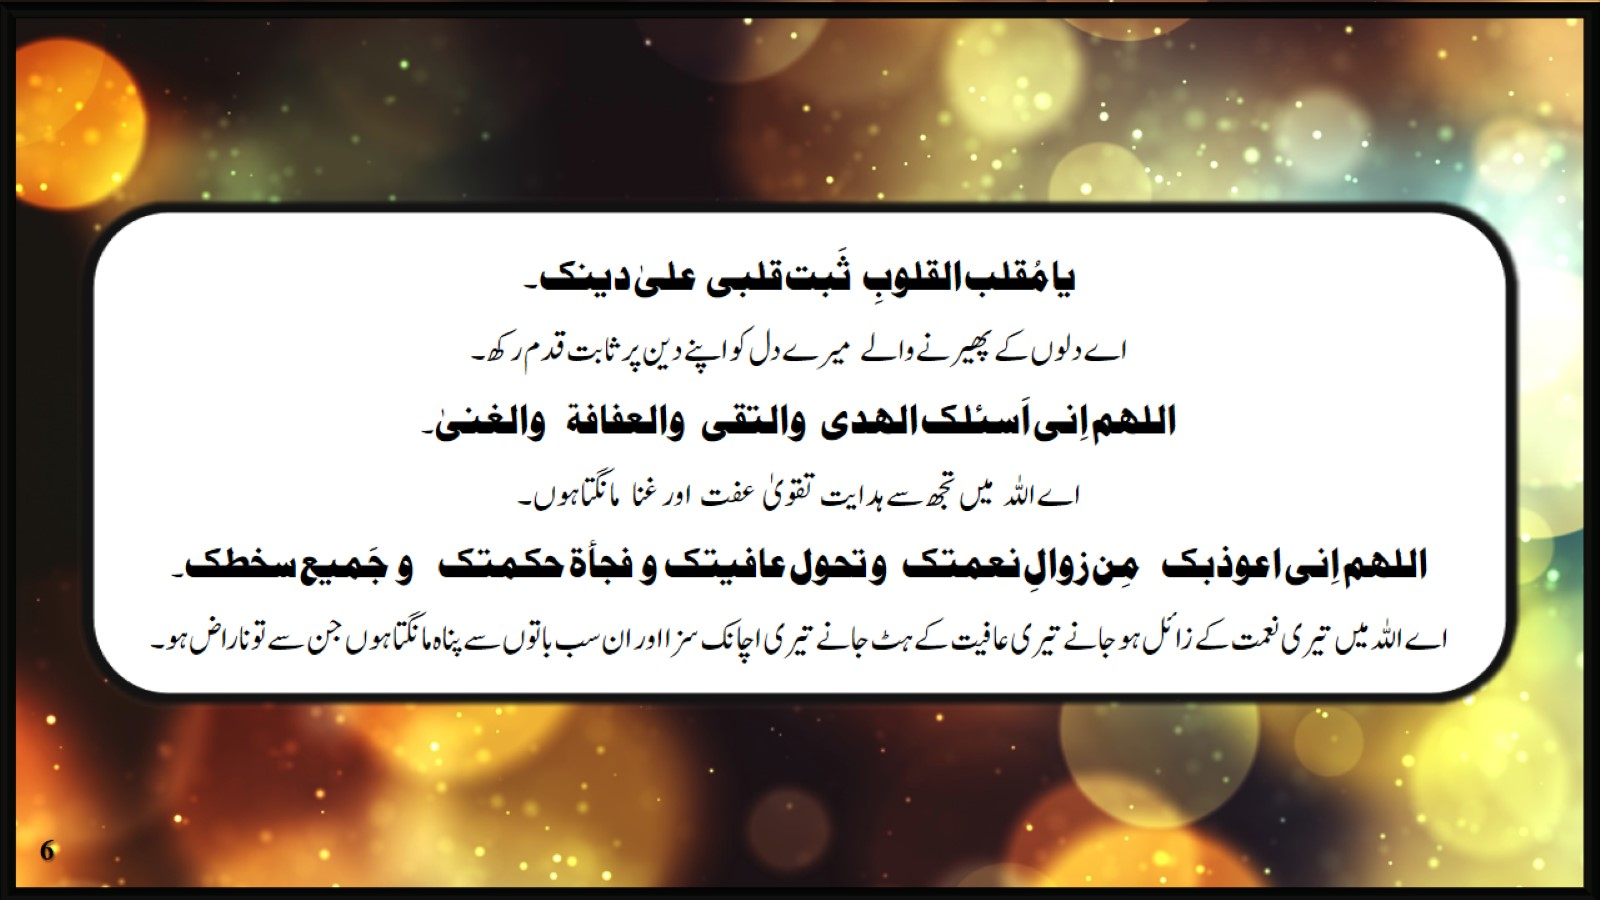 یا مُقلب القلوبِ ثَبت قلبی علیٰ دینک۔
اے دلوں کے پھیرنے والے میرے دل کو اپنے دین پر ثابت قدم رکھ۔
اللھم اِنی اَسئلک الھدی والتقی والعفافة والغنیٰ۔
اے اللہ میں تجھ سے ہدایت تقویٰ عفت اور غنا مانگتا ہوں۔
اللھم اِنی اعوذبک مِن زوالِ نعمتک و تحول عافیتک و فجأة حکمتک و جَمیع سخطک۔
اے اللہ میں تیری نعمت کے زائل ہو جانے تیری عافیت کے ہٹ جانے تیری اچانک سزا اور ان سب باتوں سے پناہ مانگتا ہوں جن سے تو ناراض ہو۔
6